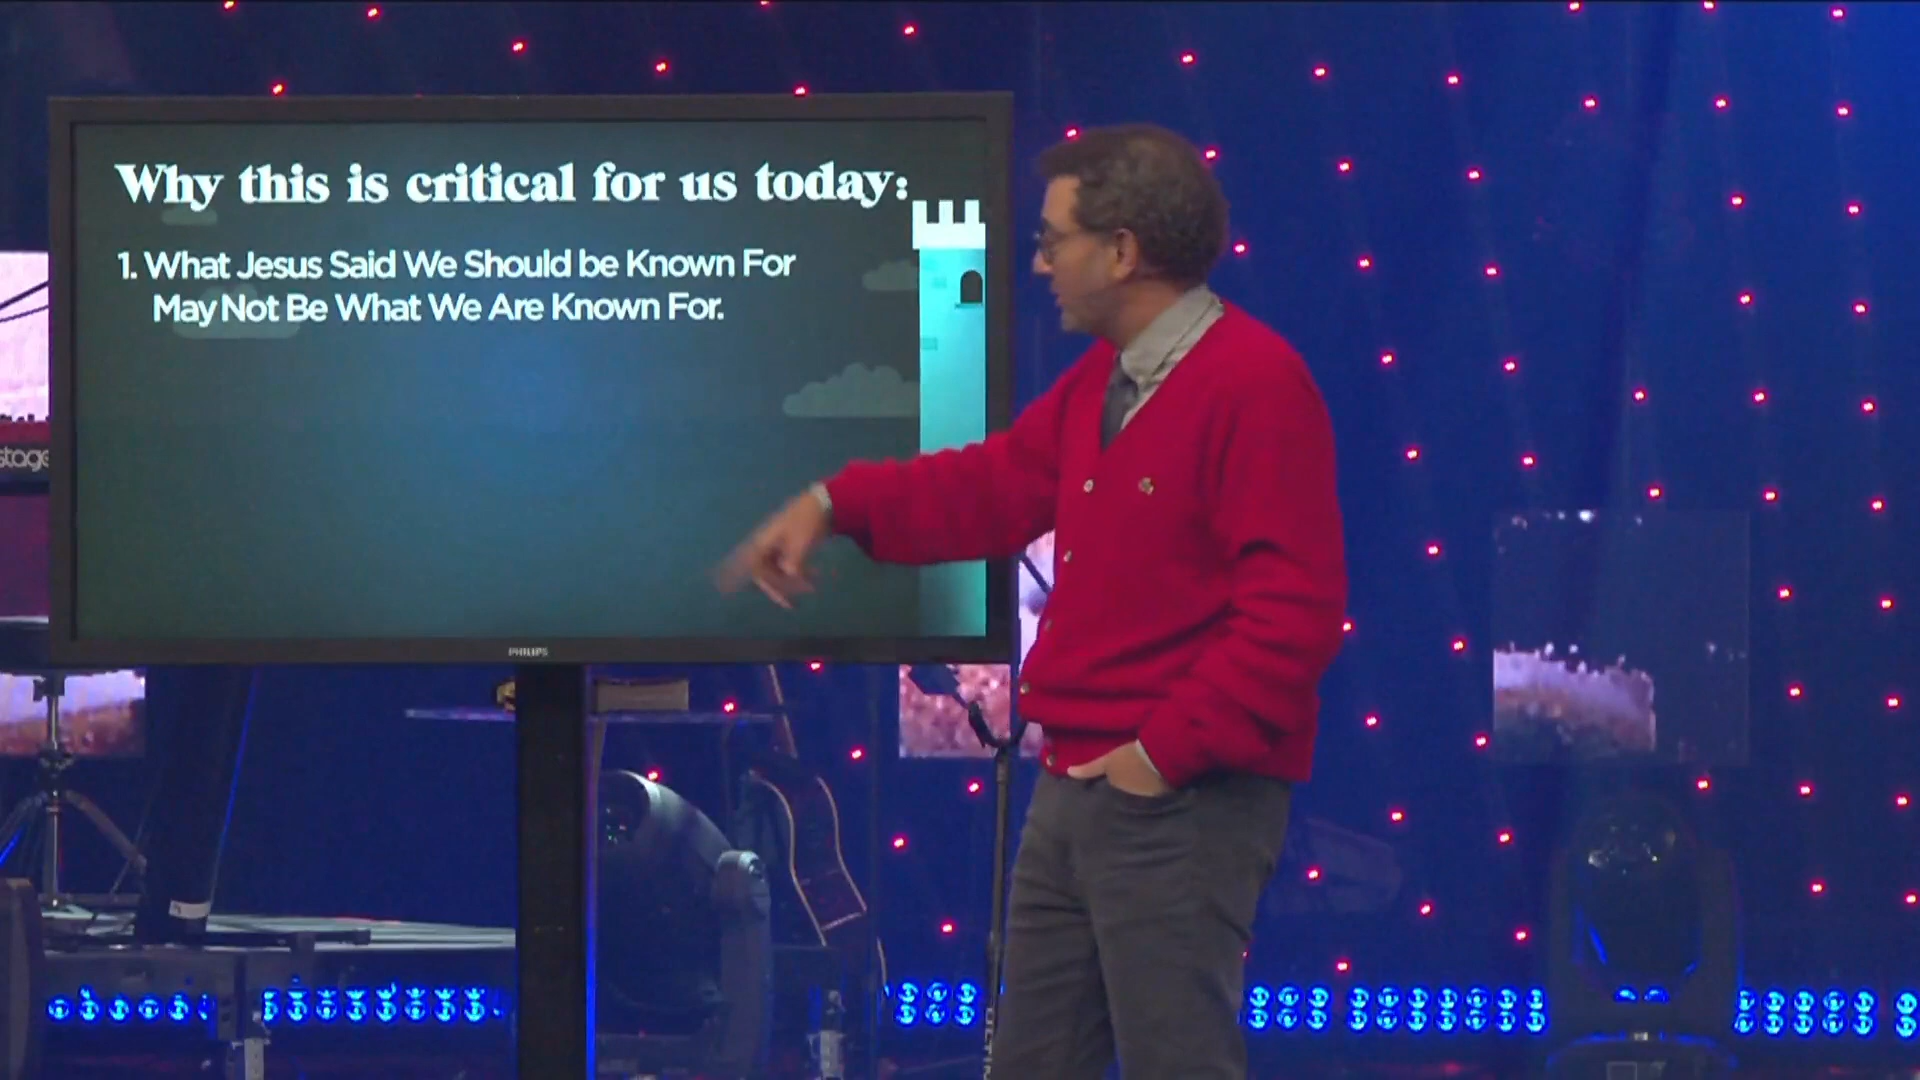 Why this is critical for us today:
1. What Jesus Said We Should be Known For
May Not Be What We Are Known For.
stage
PHILIPS